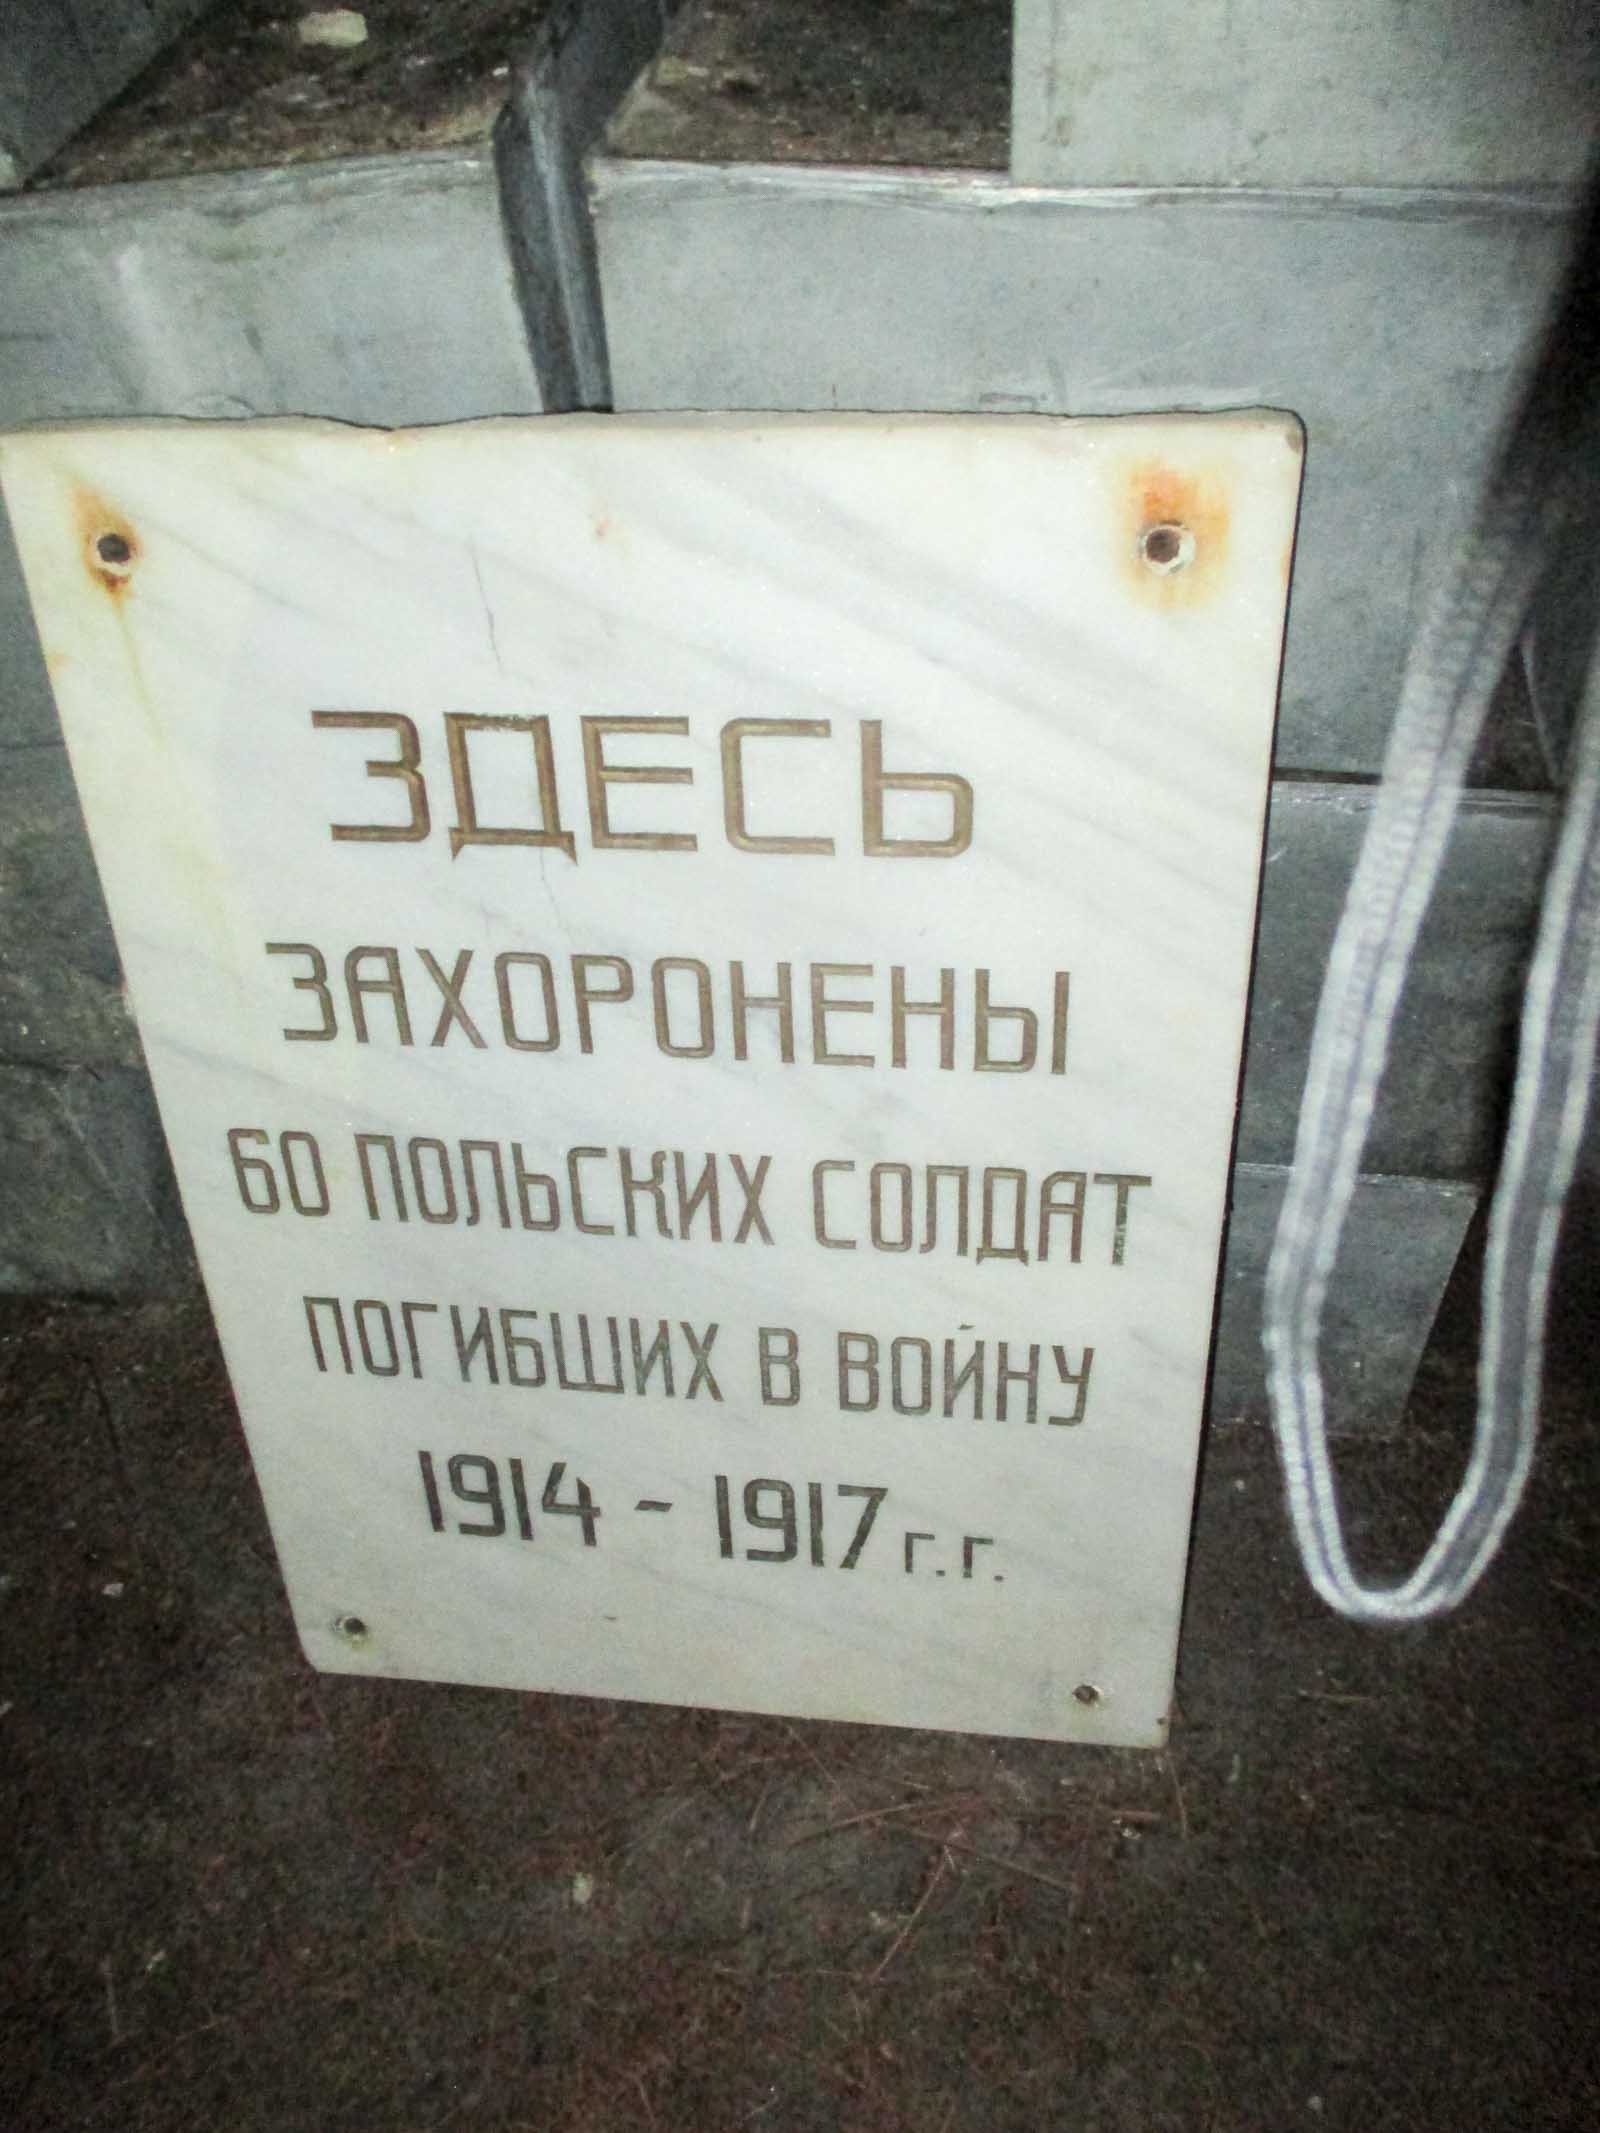 ЗДЕСЬ
ЗАХОРОНЕНЫ
60 ПОЛЬСКИХ СОЛДАТ
ПОГИБШИХ В ВОЙНУ
1914 - 1917 г.г.